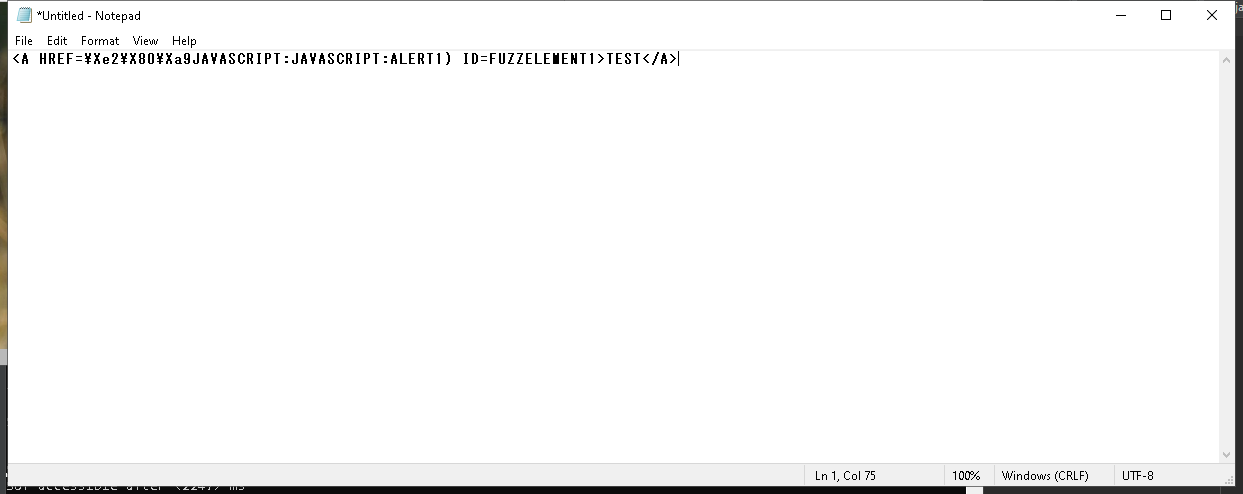 *Untitled - Notepad
File Edit Format View Help
<A HREF=¥Xe2¥X80¥Xa9JAVASCRIPT:JAVASCRIPT:ALERT1) ID=FUZZELEMENT1>TEST</A>
Ln 1, Col 75 100% Windows (CRLF) UTF-8